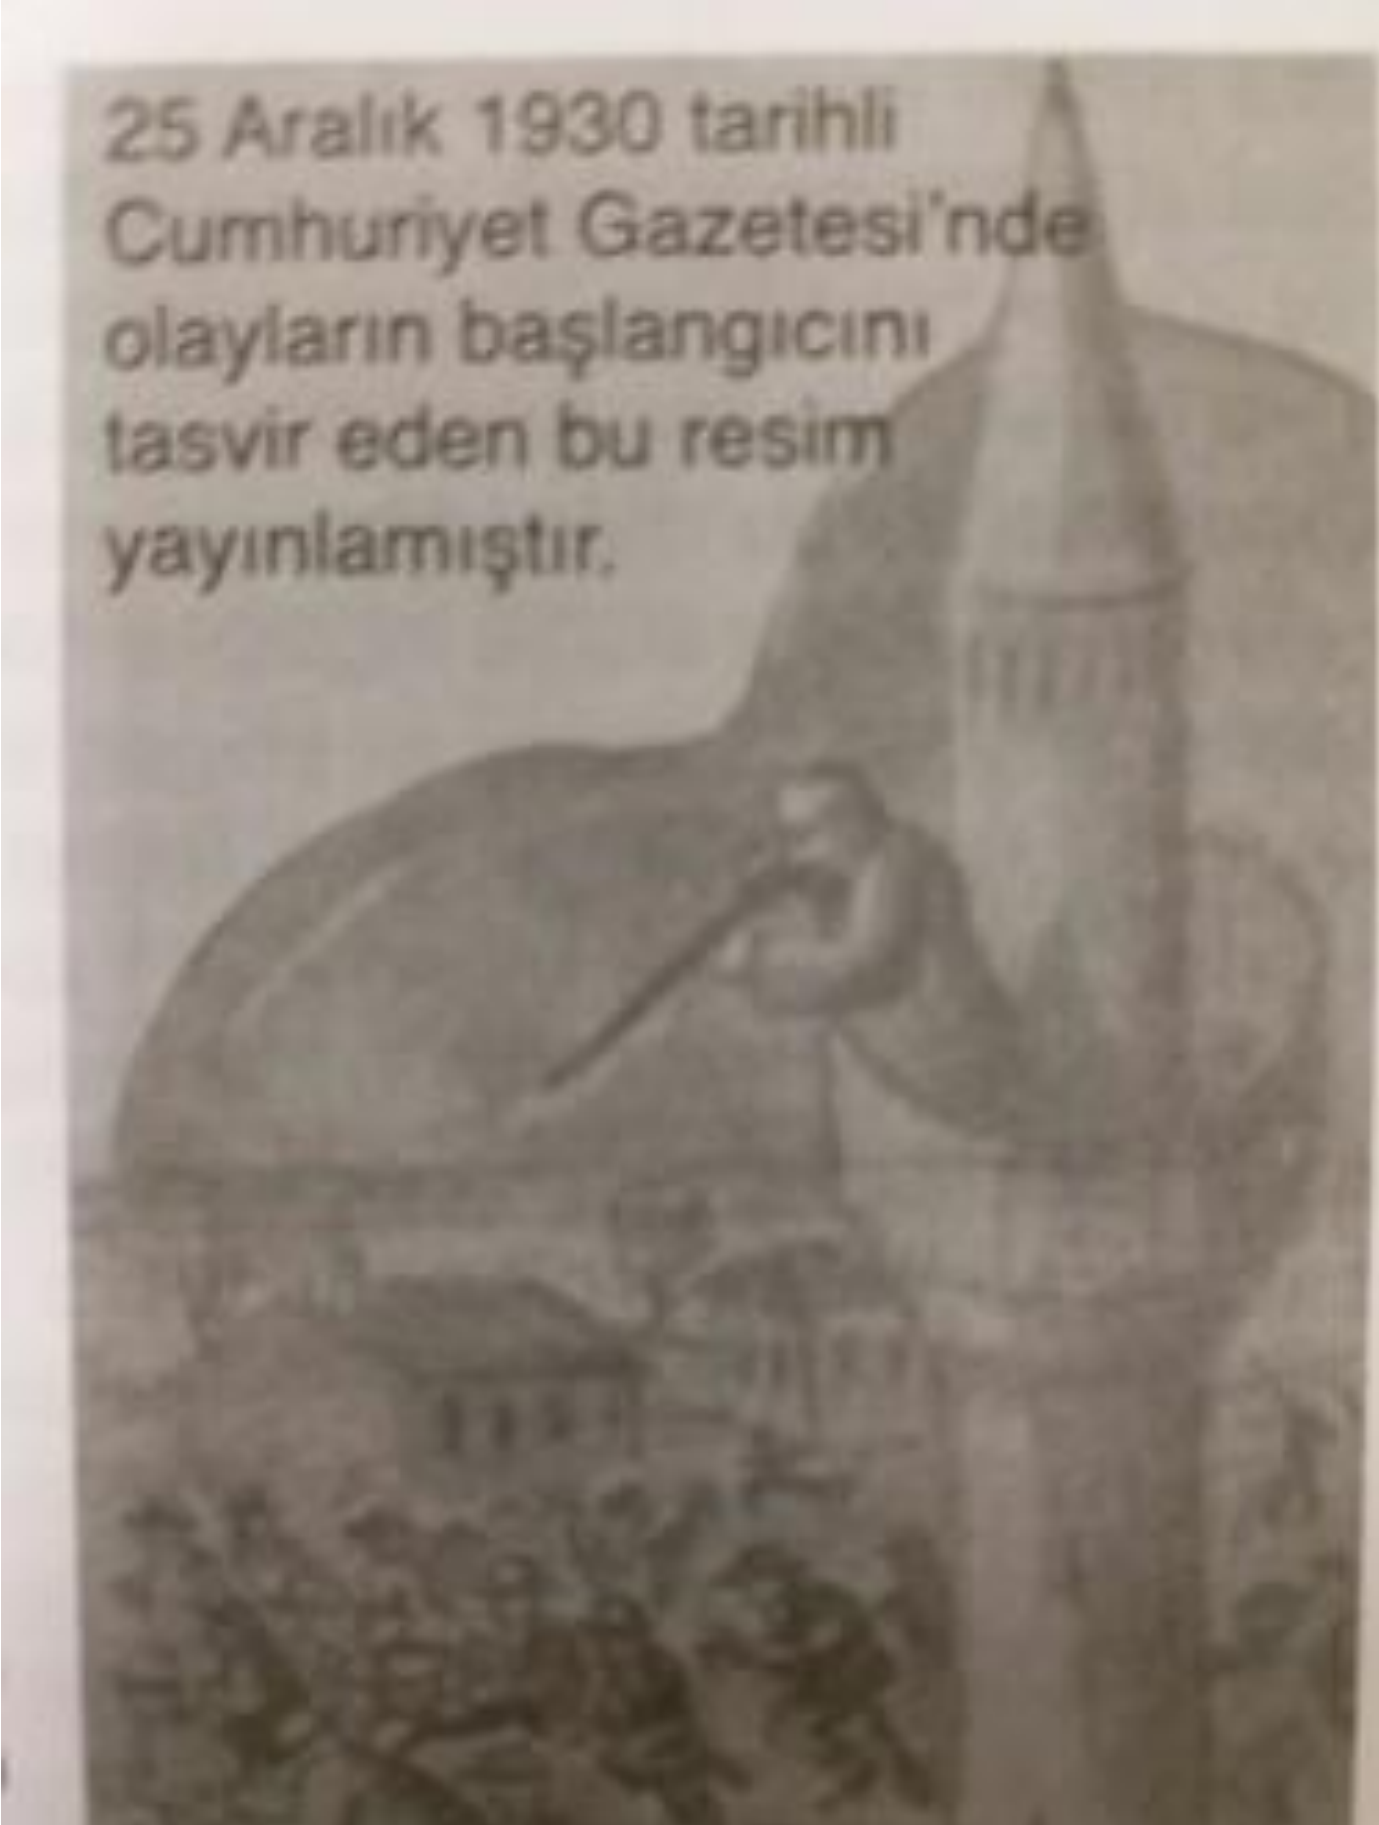 25 Aralık 1930 tarihli
Cumhuriyet Gazetesi'nde
olayların başlangıcını
tasvir eden bu resim
yayınlamıştır.